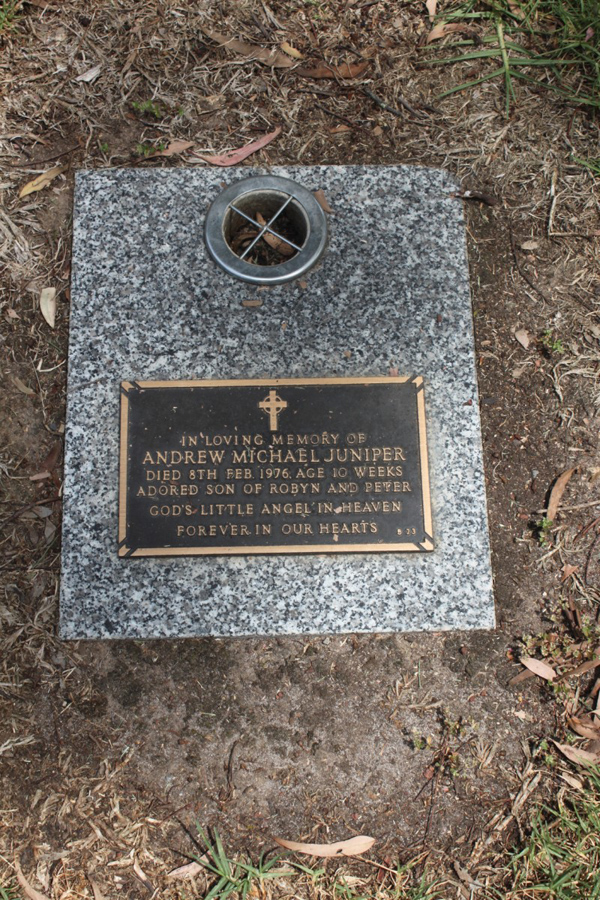 IN LOVING MEMORY OF
ANDREW MICHAEL JUNIPER
DIED 8TH FEB. 1976, AGE 10 WEEKS
ADORED SON OF ROBYN AND PETER
GOD'S LITTLE ANGEL IN HEAVEN
FOREVER IN OUR HEARTS